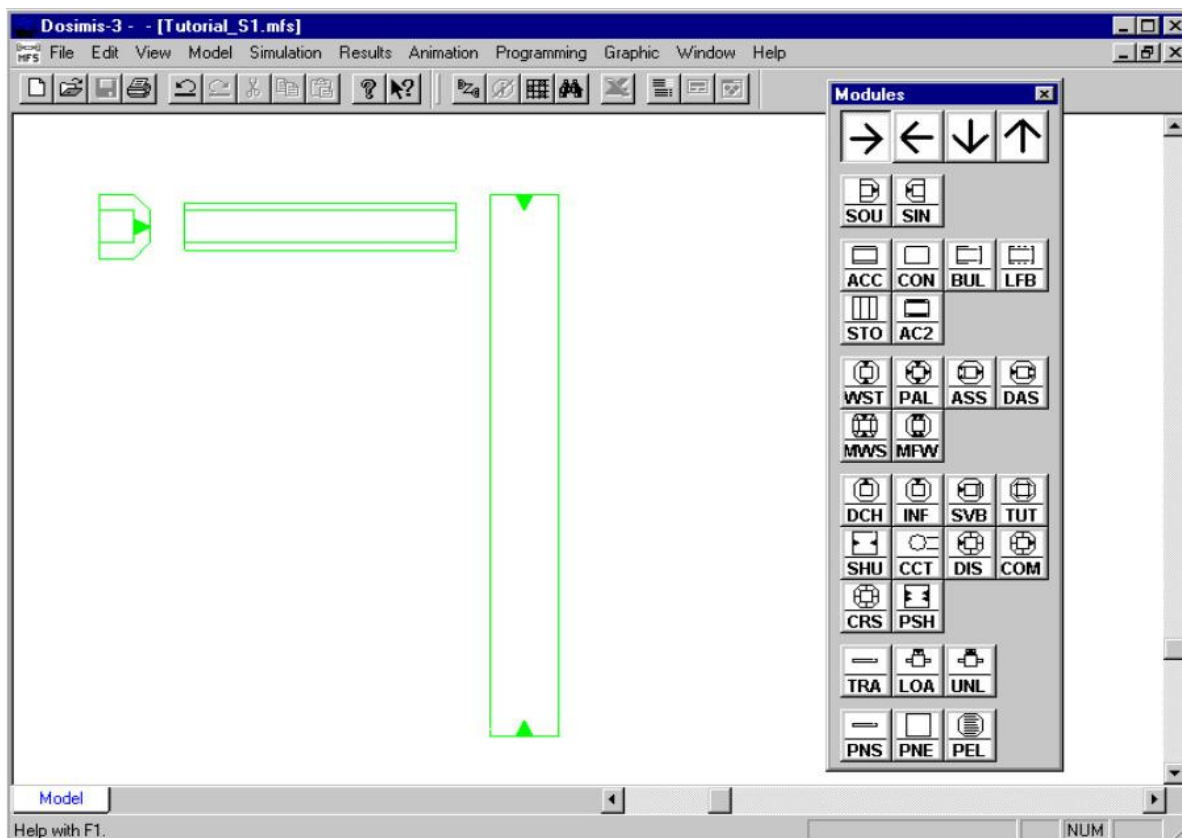 Dosimis-3 - - [Tutorial_S1.mfs]
MFS File Edit View Model Simulation Results Animation Programming Graphic Window Help
Modules
SOU SIN
ACC CON BUL LFB
STO AC2
WST PAL ASS DAS
MWS MFW
DCH INF SVB TUT
SHU CCT DIS COM
CRS PSH
TRA LOA UNL
PNS PNE PEL
Model
Help with F1.
NUM